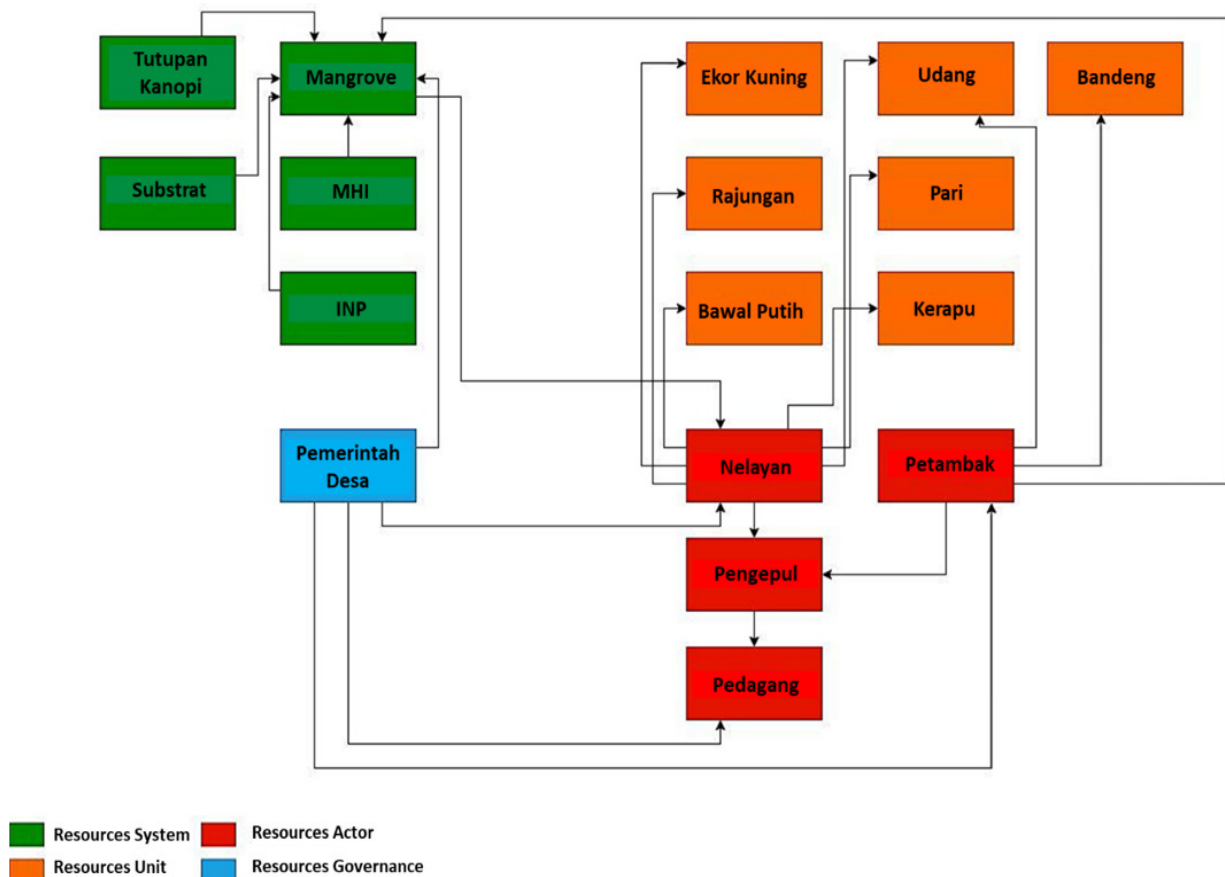 Tutupan
Kanopi
Mangrove
Ekor Kuning
Udang
Bandeng
Substrat
MHI
Rajungan
Pari
INP
Bawal Putih
Kerapu
Pemerintah
Desa
Nelayan
Petambak
Pengepul
Pedagang
Resources System
Resources Actor
Resources Unit
Resources Governance